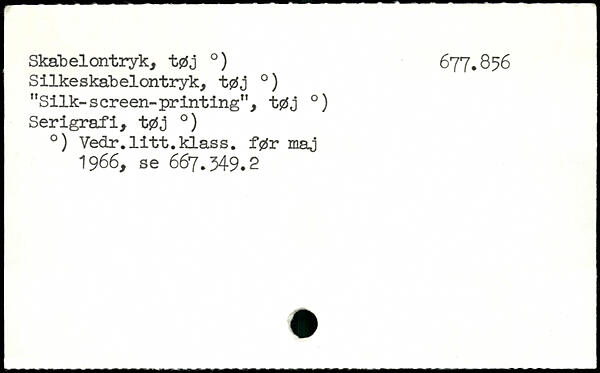 Skabelontryk, tøj °) 677.856
Silkeskabelontryk, tøj °)
"Silk-screen-printing", tøj °)
Serigrafi, tøj °)
°) Vedr.litt.klass. før maj
1966, se 667.349.2